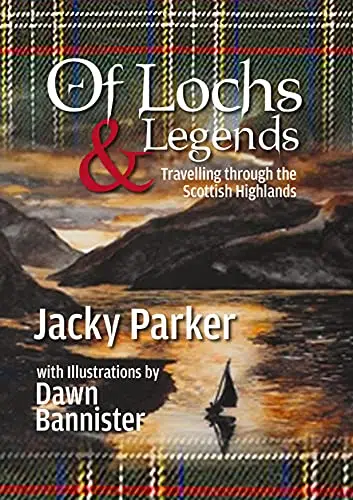 Of Lochs
& Legends
Travelling through the
Scottish Highlands
Jacky Parker
with Illustrations by
Dawn
Bannister